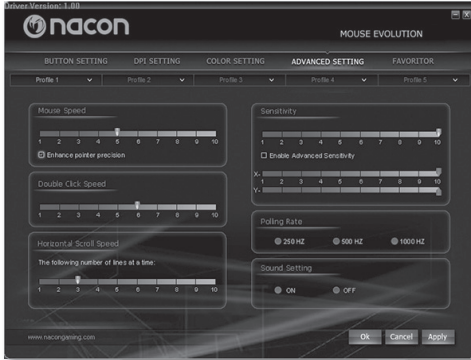 Driver Version: 1.00
nacon
MOUSE EVOLUTION
BUTTON SETTING DPI SETTING COLOR SETTING ADVANCED SETTING FAVORITOR
Profile 1 Profile 2 Profile 3 Profile 4 Profile 5
Mouse Speed
1 2 3 4 5 6 7 8 9 10
Enhance pointer precision
Double Click Speed
1 2 3 4 5 6 7 8 9 10
Horizontal Scroll Speed
The following number of lines at a time:
1 2 3 4 5 6 7 8 9 10
Sensitivity
1 2 3 4 5 6 7 8 9 10
Enable Advanced Sensitivity
X-
1 2 3 4 5 6 7 8 9 10
Y-
Polling Rate
250 HZ 500 HZ 1000 HZ
Sound Setting
ON OFF
www.nacongaming.com
Ok Cancel Apply